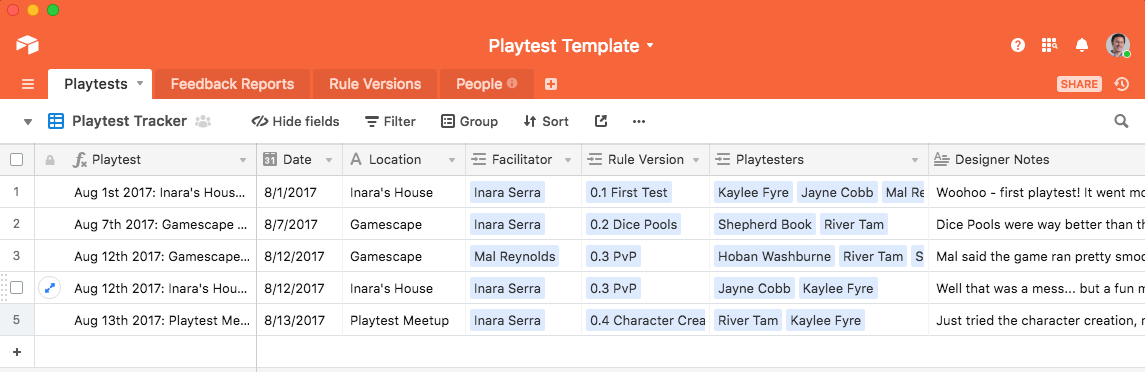 Playtest Template
Playtests Feedback Reports Rule Versions People
SHARE
Playtest Tracker Hide fields Filter Group Sort
Playtest Date Location Facilitator Rule Version Playtesters Designer Notes
1 Aug 1st 2017: Inara's Hous... 8/1/2017 Inara's House Inara Serra 0.1 First Test Kaylee Fyre Jayne Cobb Mal Re Woohoo - first playtest! It went mo
2 Aug 7th 2017: Gamescape ... 8/7/2017 Gamescape Inara Serra 0.2 Dice Pools Shepherd Book River Tam Dice Pools were way better than th
3 Aug 12th 2017: Gamescape... 8/12/2017 Gamescape Mal Reynolds 0.3 PvP Hoban Washburne River Tam S Mal said the game ran pretty smoo
Aug 12th 2017: Inara's Hou... 8/12/2017 Inara's House Inara Serra 0.3 PvP Jayne Cobb Kaylee Fyre Well that was a mess... but a fun m
5 Aug 13th 2017: Playtest Me... 8/13/2017 Playtest Meetup Inara Serra 0.4 Character Crea River Tam Kaylee Fyre Just tried the character creation, r